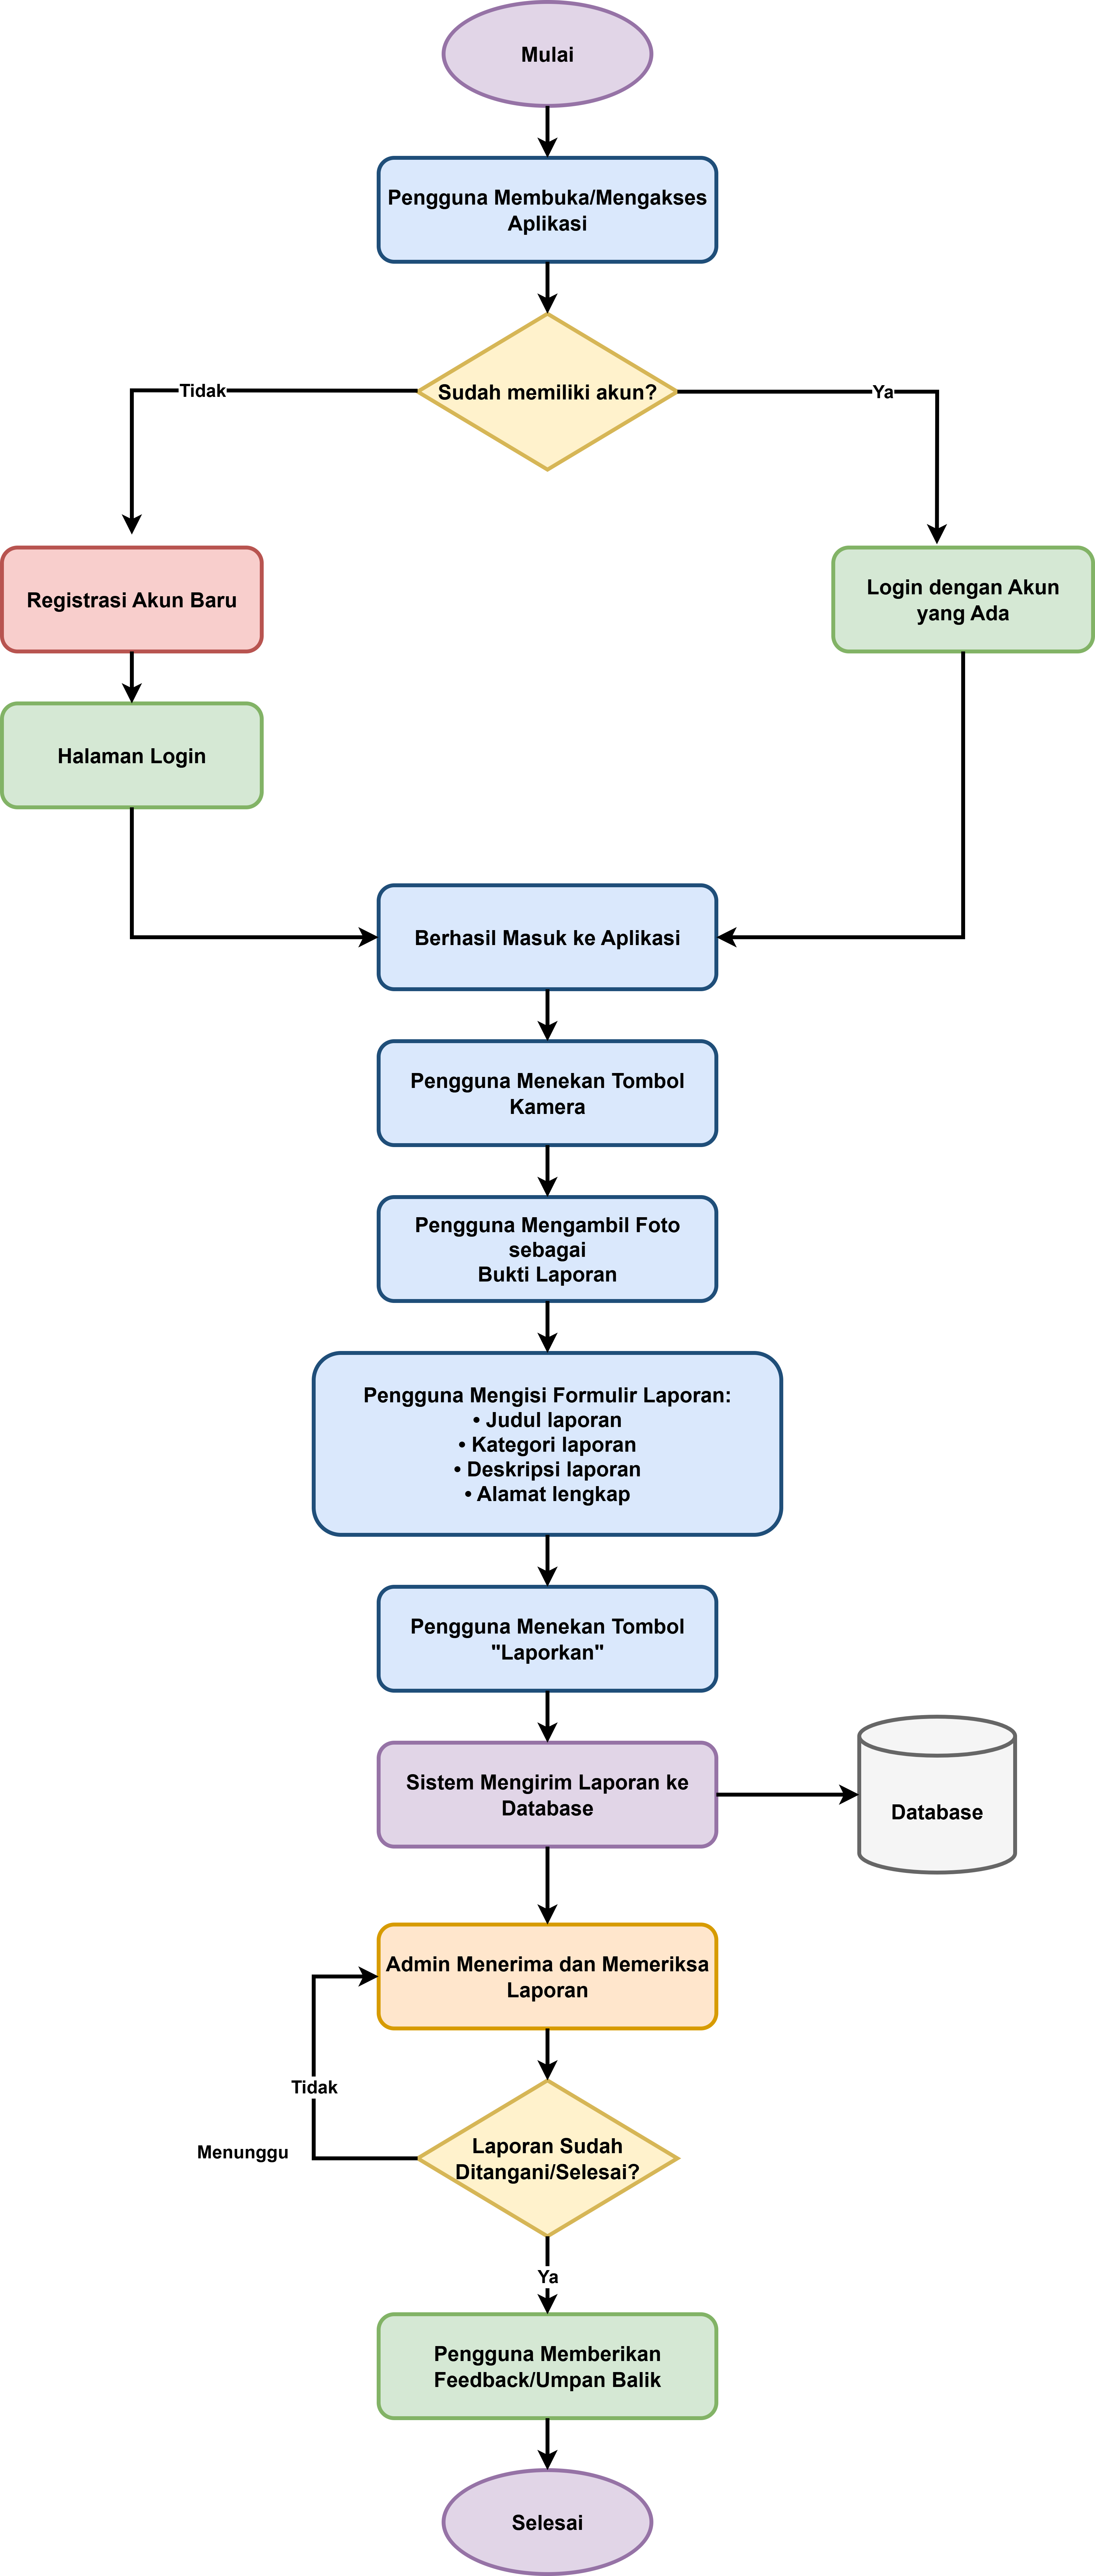 Mulai
Pengguna Membuka/Mengakses
Aplikasi
Sudah memiliki akun?
Tidak
Ya
Registrasi Akun Baru
Login dengan Akun
yang Ada
Halaman Login
Berhasil Masuk ke Aplikasi
Pengguna Menekan Tombol
Kamera
Pengguna Mengambil Foto
sebagai
Bukti Laporan
Pengguna Mengisi Formulir Laporan:
• Judul laporan
• Kategori laporan
• Deskripsi laporan
• Alamat lengkap
Pengguna Menekan Tombol
"Laporkan"
Sistem Mengirim Laporan ke
Database
Database
Admin Menerima dan Memeriksa
Laporan
Tidak
Menunggu
Laporan Sudah
Ditangani/Selesai?
Ya
Pengguna Memberikan
Feedback/Umpan Balik
Selesai